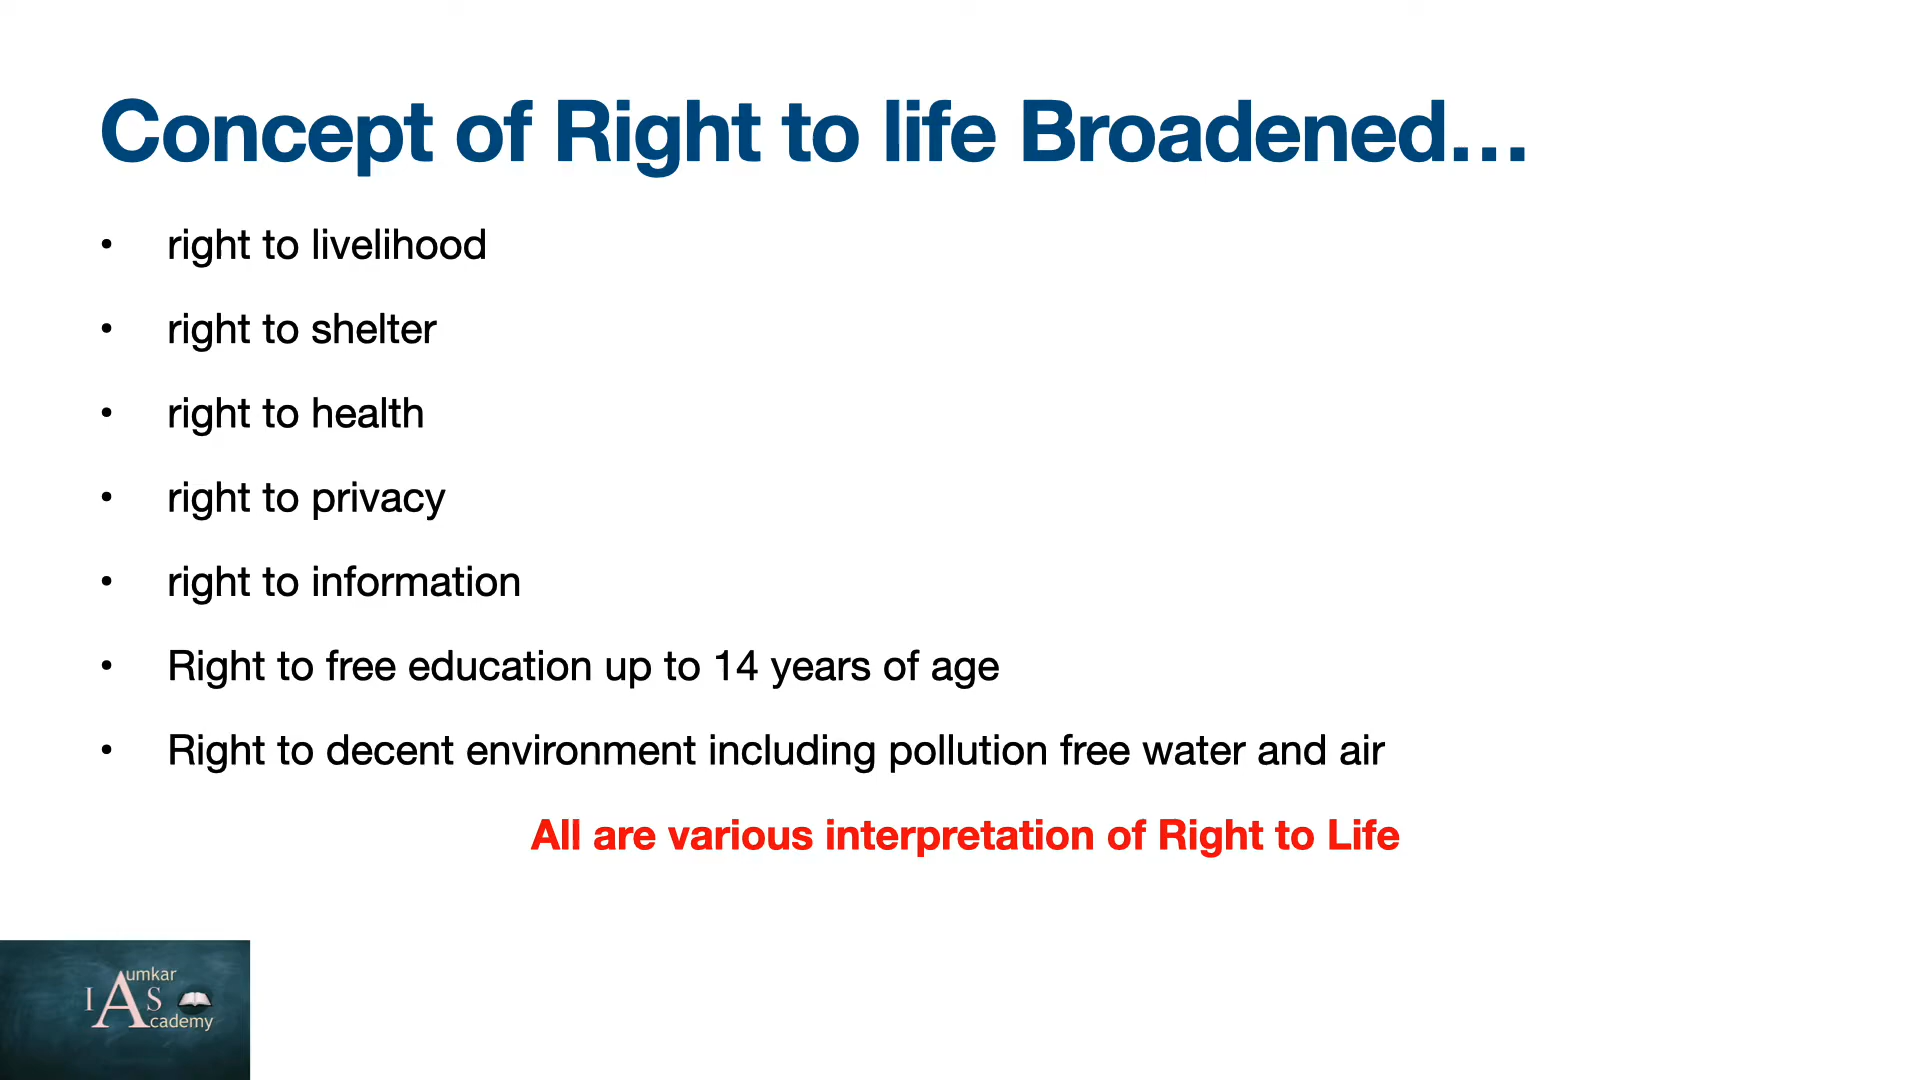 Concept of Right to life Broadened...
• right to livelihood
• right to shelter
• right to health
• right to privacy
• right to information
• Right to free education up to 14 years of age
• Right to decent environment including pollution free water and air
All are various interpretation of Right to Life
Aumkar
IAS
Academy